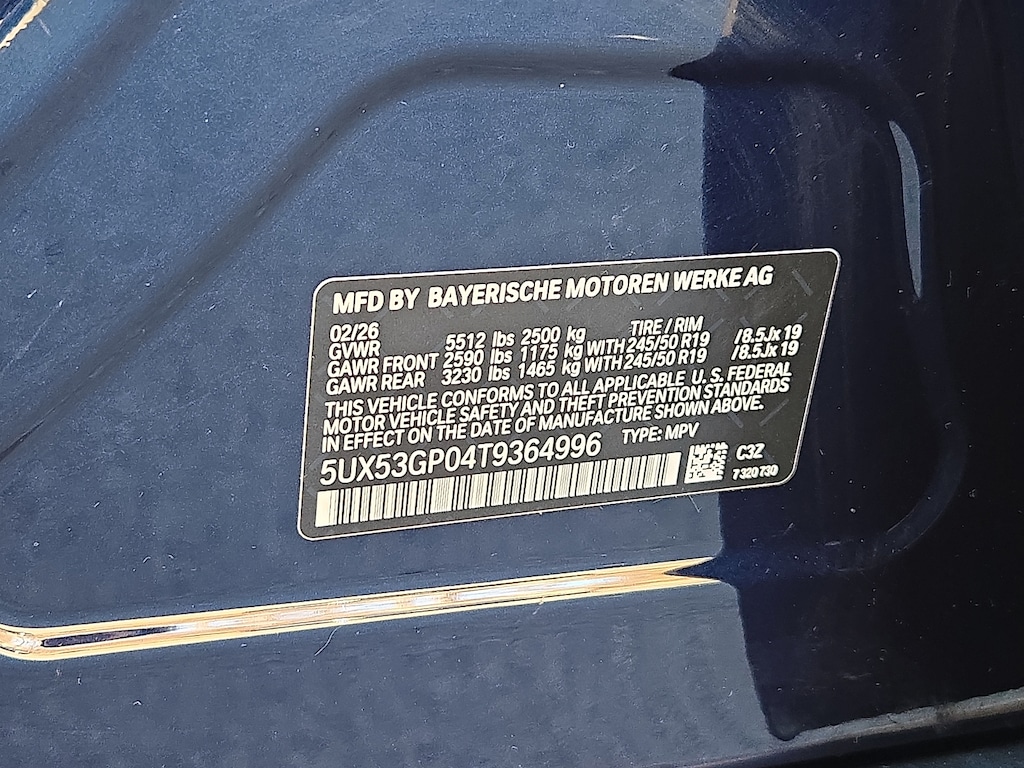 MFD BY BAYERISCHE MOTOREN WERKE AG
02/26 TIRE / RIM
GVWR 5512 lbs 2500 kg
GAWR FRONT 2590 lbs 1175 kg WITH 245/50 R19 /8.5Jx19
GAWR REAR 3230 lbs 1465 kg WITH 245/50 R19 /8.5Jx19
THIS VEHICLE CONFORMS TO ALL APPLICABLE U. S. FEDERAL
MOTOR VEHICLE SAFETY AND THEFT PREVENTION STANDARDS
IN EFFECT ON THE DATE OF MANUFACTURE SHOWN ABOVE.
5UX53GP04T9364996 TYPE: MPV
C3Z
7 320 730